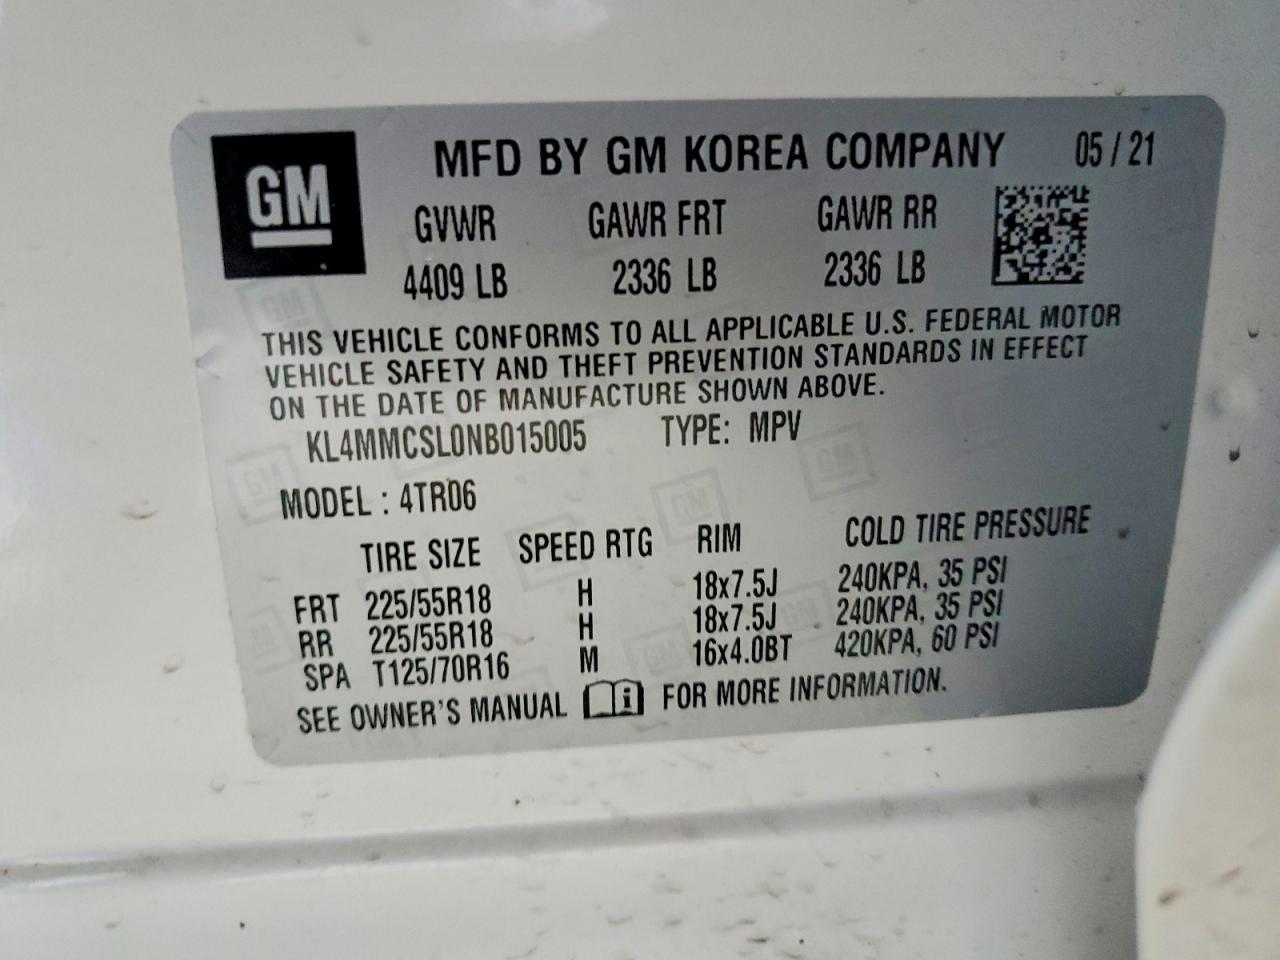 GM
MFD BY GM KOREA COMPANY 05 / 21
GVWR GAWR FRT GAWR RR
4409 LB 2336 LB 2336 LB
THIS VEHICLE CONFORMS TO ALL APPLICABLE U.S. FEDERAL MOTOR
VEHICLE SAFETY AND THEFT PREVENTION STANDARDS IN EFFECT
ON THE DATE OF MANUFACTURE SHOWN ABOVE.
KL4MMCSL0NB015005 TYPE: MPV
MODEL : 4TR06
TIRE SIZE SPEED RTG RIM COLD TIRE PRESSURE
FRT 225/55R18 H 18x7.5J 240KPA, 35 PSI
RR 225/55R18 H 18x7.5J 240KPA, 35 PSI
SPA T125/70R16 M 16x4.0BT 420KPA, 60 PSI
SEE OWNER'S MANUAL i FOR MORE INFORMATION.